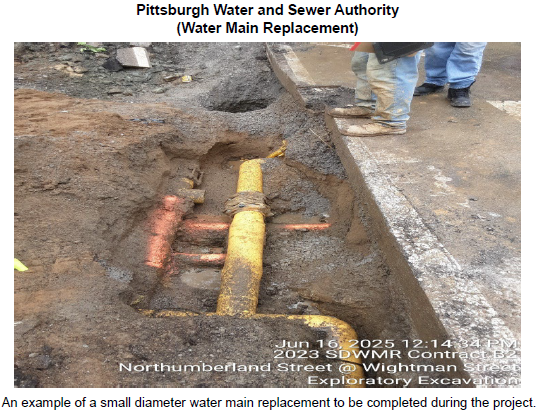 Pittsburgh Water and Sewer Authority
(Water Main Replacement)
Jun 16, 2025 12:14:34 PM
2023 SDWMR Contract B2
Northumberland Street @ Wightman Street
Exploratory Excavation
An example of a small diameter water main replacement to be completed during the project.